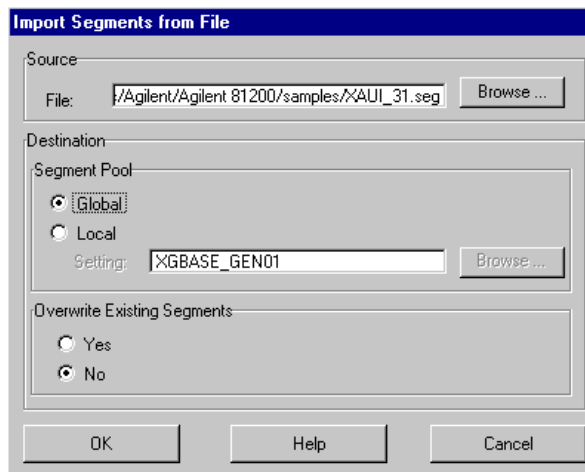 Import Segments from File
Source
File: :/Agilent/Agilent 81200/samples/XAUI_31.seg Browse ...
Destination
Segment Pool
Global
Local
Setting: XGBASE_GEN01 Browse ...
Overwrite Existing Segments
Yes
No
OK Help Cancel